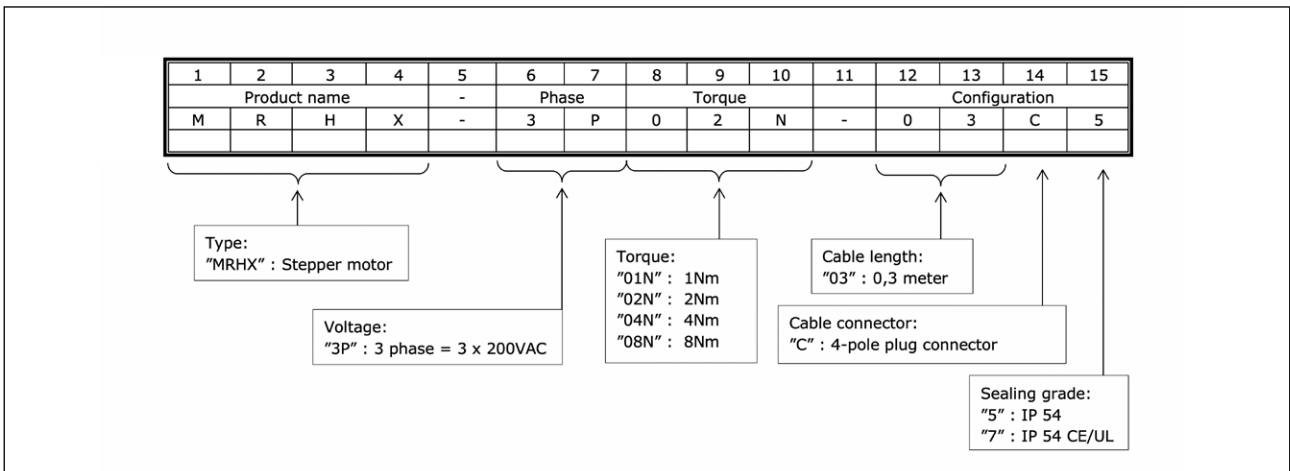 1 2 3 4 5 6 7 8 9 10 11 12 13 14 15
Product name - Phase Torque Configuration
M R H X - 3 P 0 2 N - 0 3 C 5
Type:
”MRHX” : Stepper motor
Voltage:
”3P” : 3 phase = 3 x 200VAC
Torque:
”01N” : 1Nm
”02N” : 2Nm
”04N” : 4Nm
”08N” : 8Nm
Cable length:
”03” : 0,3 meter
Cable connector:
”C” : 4-pole plug connector
Sealing grade:
”5” : IP 54
”7” : IP 54 CE/UL